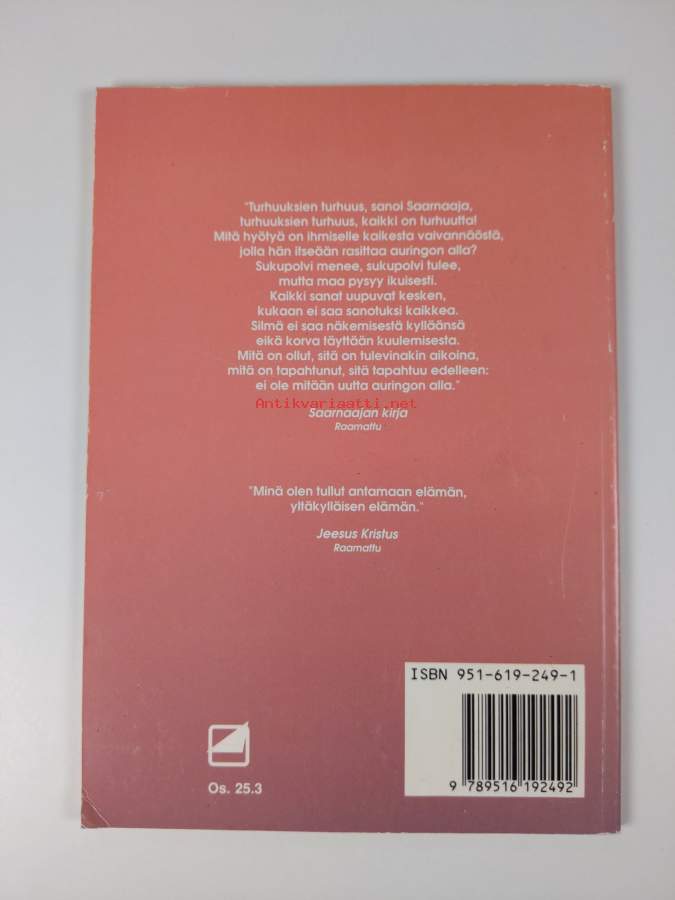 "Turhuuksien turhuus, sanoi Saarnaaja,
turhuuksien turhuus, kaikki on turhuutta!
Mitä hyötyä on ihmiselle kaikesta vaivannäöstä,
jolla hän itseään rasittaa auringon alla?
Sukupolvi menee, sukupolvi tulee,
mutta maa pysyy ikuisesti.
Kaikki sanat uupuvat kesken,
kukaan ei saa sanotuksi kaikkea.
Silmä ei saa näkemisestä kylläänsä
eikä korva täyttään kuulemisesta.
Mitä on ollut, sitä on tulevinakin aikoina,
mitä on tapahtunut, sitä tapahtuu edelleen:
ei ole mitään uutta auringon alla."
Antikvariaatti.net
Saarnaajan kirja
Raamattu
"Minä olen tullut antamaan elämän,
yltäkylläisen elämän."
Jeesus Kristus
Raamattu
ISBN 951-619-249-1
9 789516 192492
Os. 25.3